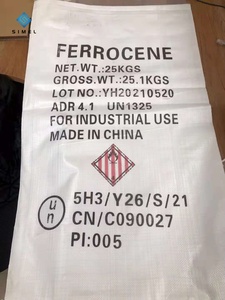 SIMEL
FERROCENE
NET.WT.:25KGS
GROSS.WT.:25.1KGS
LOT NO.:YH20210520
ADR 4.1 UN1325
FOR INDUSTRIAL USE
MADE IN CHINA
u n
5H3/Y26/S/21
CN/C090027
PI:005